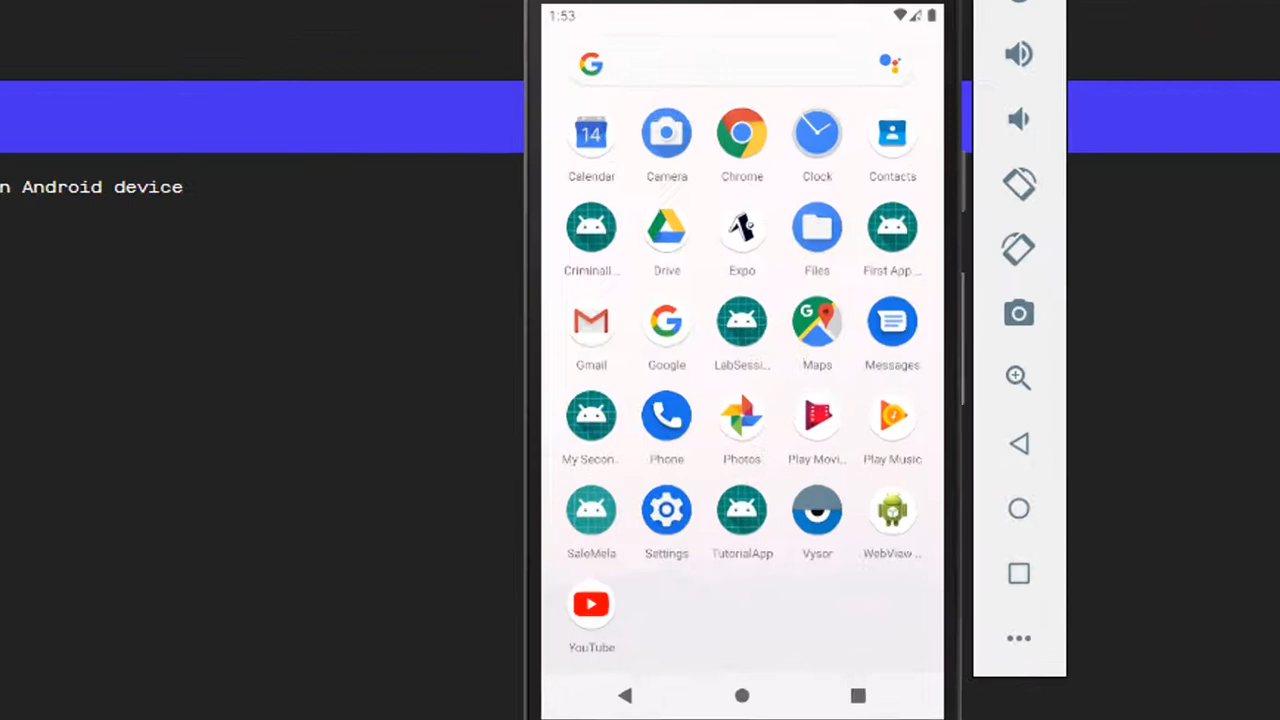 1:53
14
Calendar Camera Chrome Clock Contacts
n Android device
Criminall... Drive Expo Files First App...
Gmail Google LabSessi... Maps Messages
My Secon.. Phone Photos Play Movi... Play Music
SaleMela Settings TutorialApp Vysor WebView ..
YouTube